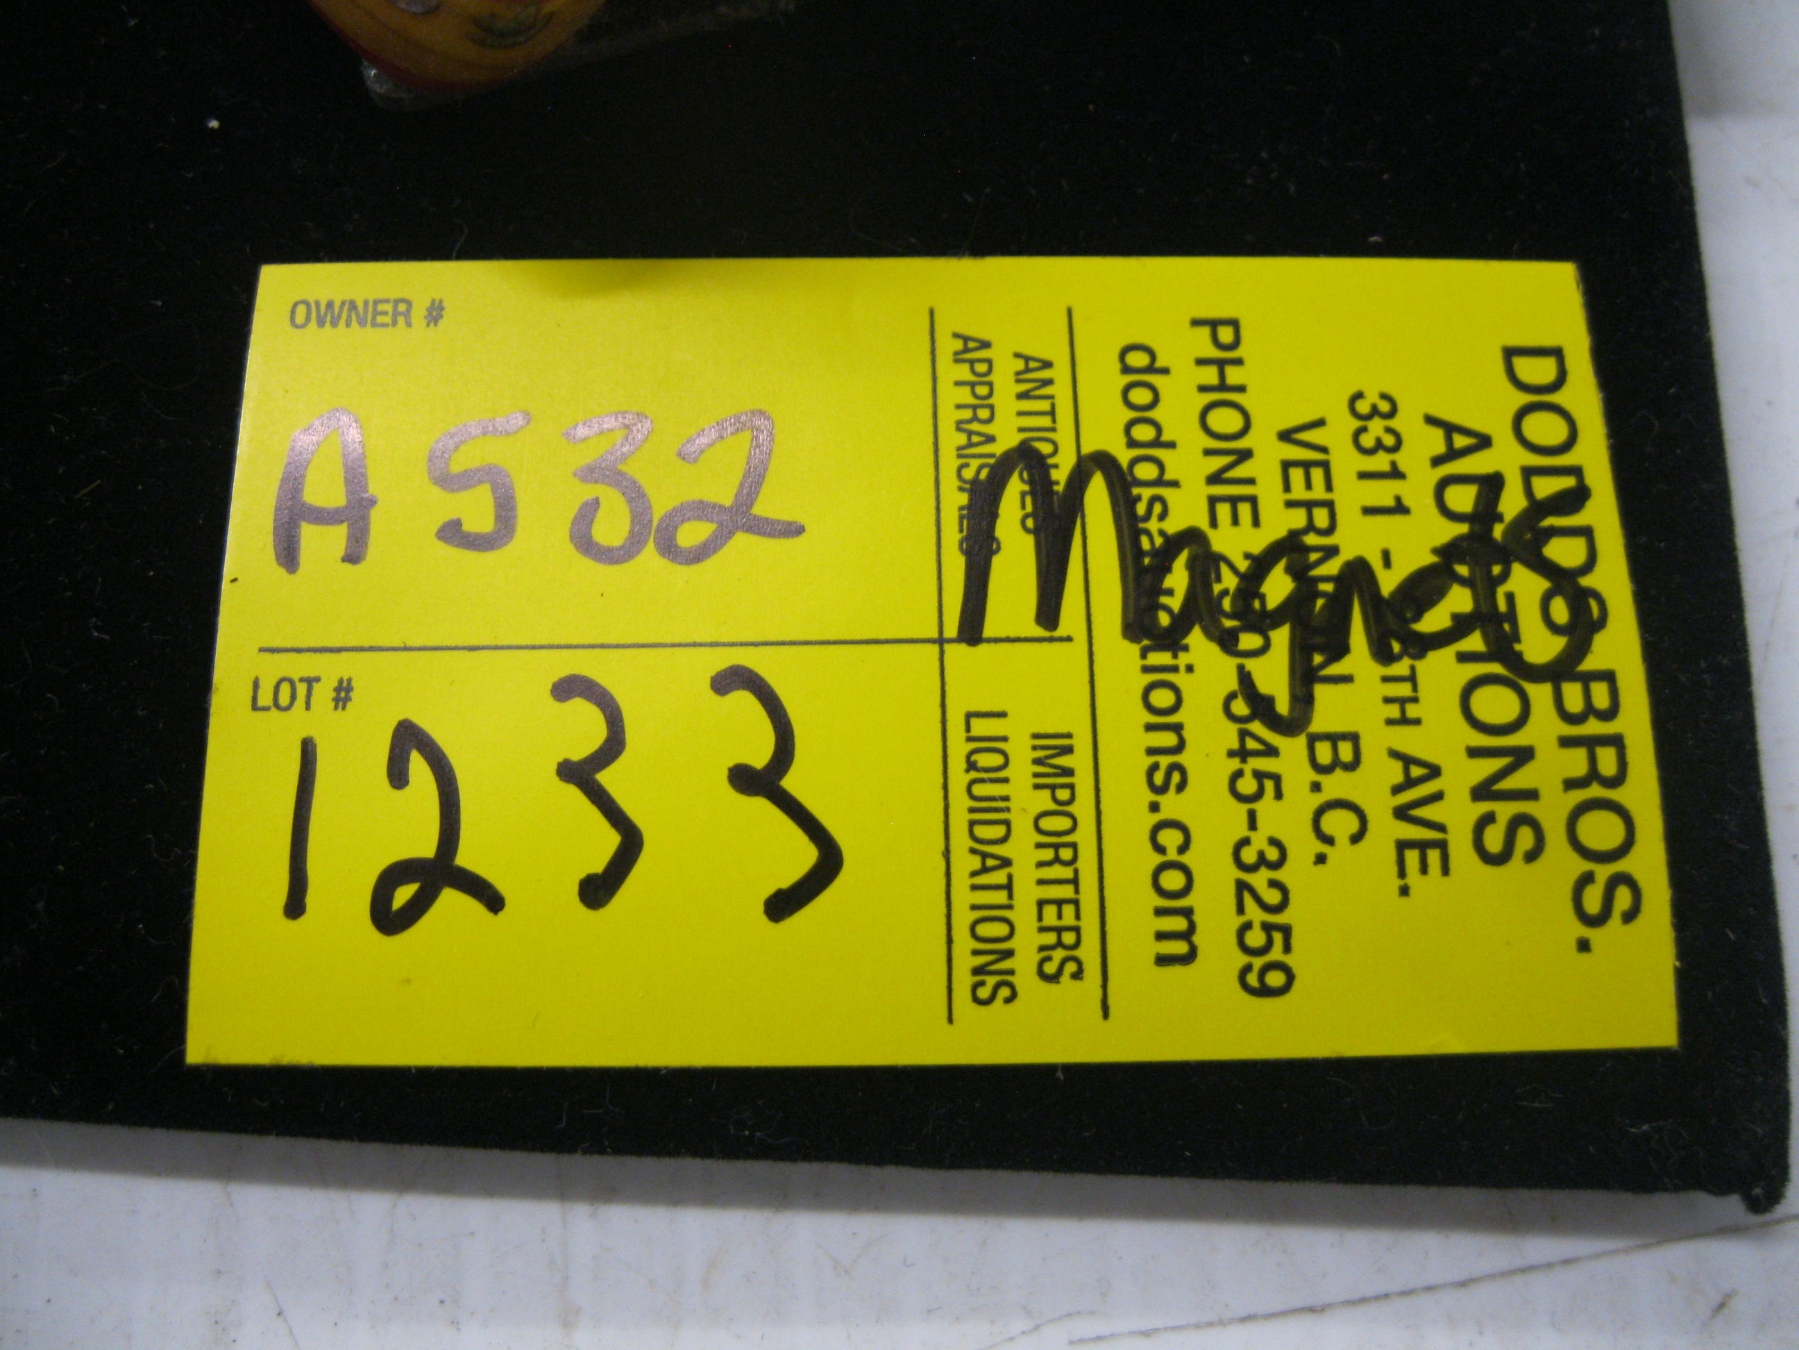 OWNER #
A532
LOT #
1233
DODDS BROS.
AUCTIONS
3311 - 28TH AVE.
VERNON B.C.
PHONE 250-545-3259
doddsauctions.com
ANTIQUES IMPORTERS
APPRAISALS LIQUIDATIONS